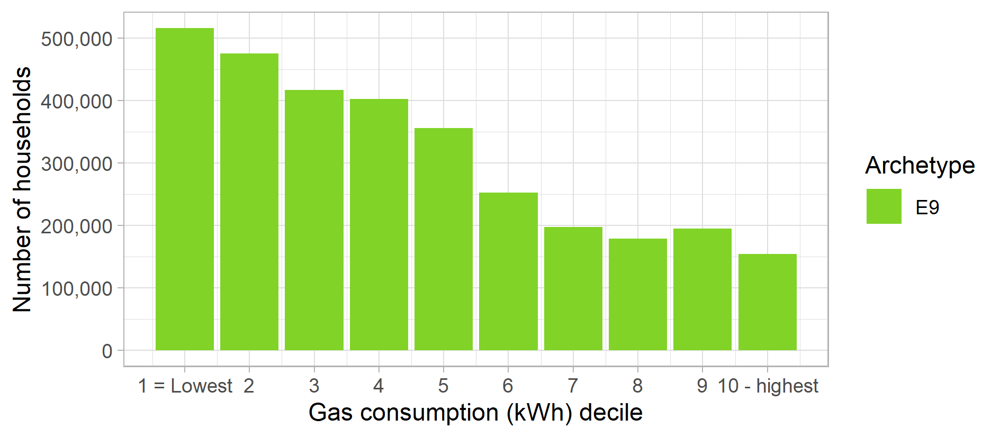 Number of households
500,000
400,000
300,000
200,000
100,000
0
1 = Lowest 2 3 4 5 6 7 8 9 10 - highest
Gas consumption (kWh) decile
Archetype
E9